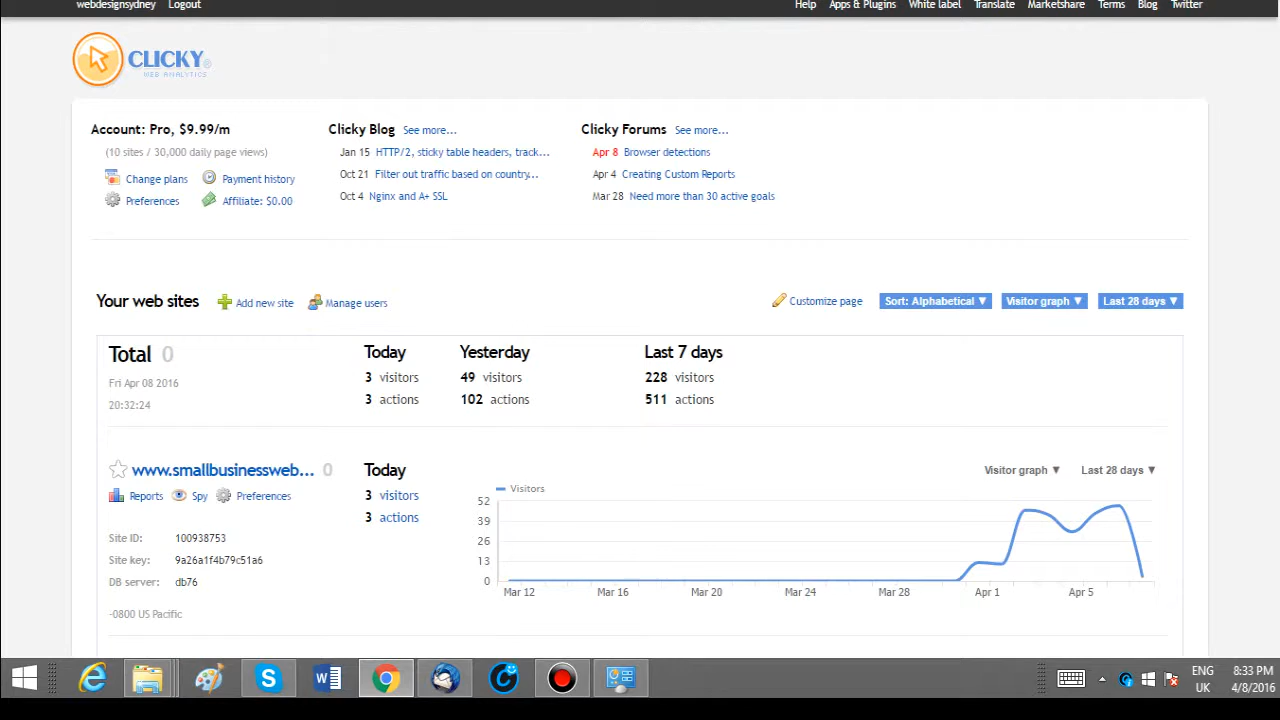 webdesignsydney Logout Help Apps & Plugins White label Translate Marketshare Terms Blog Twitter
CLICKY®
WEB ANALYTICS
Account: Pro, $9.99/m
(10 sites / 30,000 daily page views)
Change plans Payment history
Preferences Affiliate: $0.00
Clicky Blog See more...
Jan 15 HTTP/2, sticky table headers, track...
Oct 21 Filter out traffic based on country...
Oct 4 Nginx and A+ SSL
Clicky Forums See more...
Apr 8 Browser detections
Apr 4 Creating Custom Reports
Mar 28 Need more than 30 active goals
Your web sites Add new site Manage users Customize page Sort: Alphabetical ▼ Visitor graph ▼ Last 28 days ▼
Total 0
Fri Apr 08 2016
20:32:24
Today
3 visitors
3 actions
Yesterday
49 visitors
102 actions
Last 7 days
228 visitors
511 actions
www.smallbusinessweb... 0
Reports Spy Preferences
Site ID: 100938753
Site key: 9a26a1f4b79c51a6
DB server: db76
-0800 US Pacific
Today
3 visitors
3 actions
Visitor graph ▼ Last 28 days ▼
Visitors
52
39
26
13
0
Mar 12 Mar 16 Mar 20 Mar 24 Mar 28 Apr 1 Apr 5
ENG 8:33 PM
UK 4/8/2016